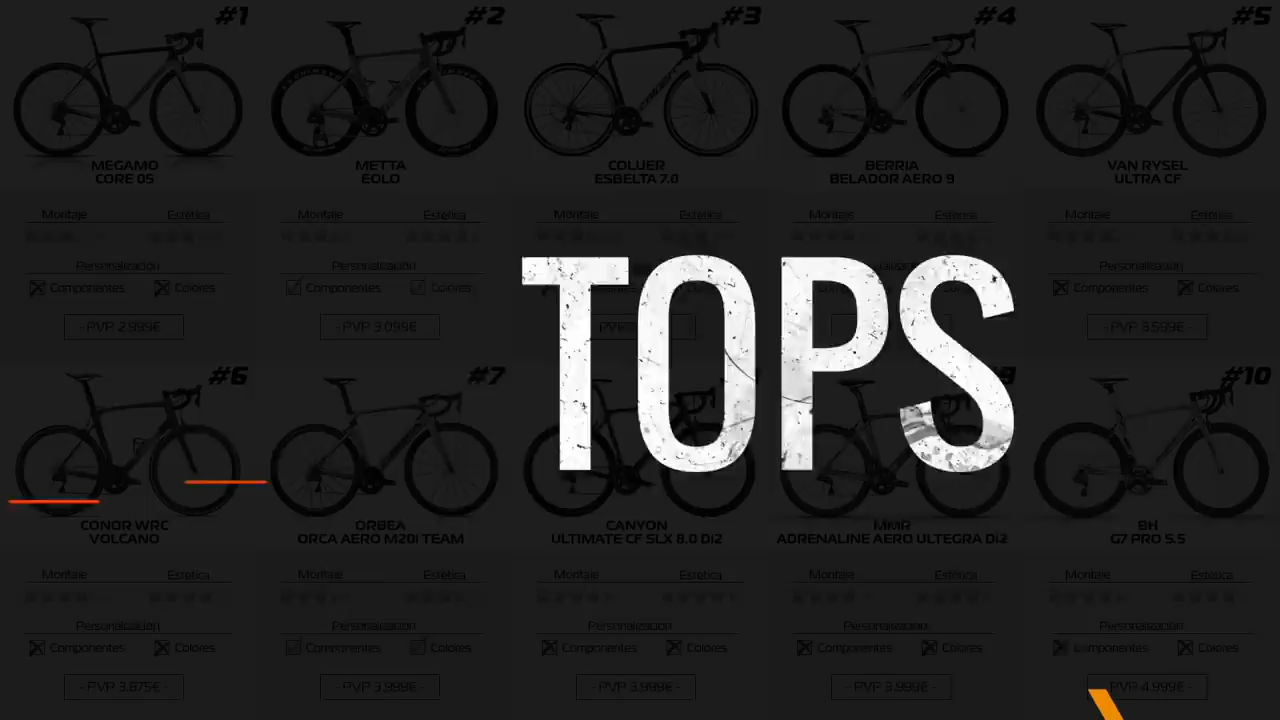 #1
#2
#3
#4
#5
MEGAMO
CORE 05
METTA
EOLO
COLUER
ESBELTA 7.0
BERRIA
BELADOR AERO 9
VAN RYSEL
ULTRA CF
Montaje Estética
Montaje Estética
Montaje Estética
Montaje Estética
Montaje Estética
Personalización
Personalización
Personalización
Componentes Colores
Componentes Colores
Componentes Colores
- PVP 2.999€ -
- PVP 3.099€ -
- PVP 3.599€ -
TOPS
#6
#7
#10
CONOR WRC
VOLCANO
ORBEA
ORCA AERO M20I TEAM
CANYON
ULTIMATE CF SLX 8.0 Di2
MMR
ADRENALINE AERO ULTEGRA Di2
BH
G7 PRO 5.5
Montaje Estética
Montaje Estética
Montaje Estética
Montaje Estética
Montaje Estética
Personalización
Personalización
Personalización
Personalización
Personalización
Componentes Colores
Componentes Colores
Componentes Colores
Componentes Colores
Componentes Colores
- PVP 3.875€ -
- PVP 3.999€ -
- PVP 3.999€ -
- PVP 3.999€ -
- PVP 4.999€ -